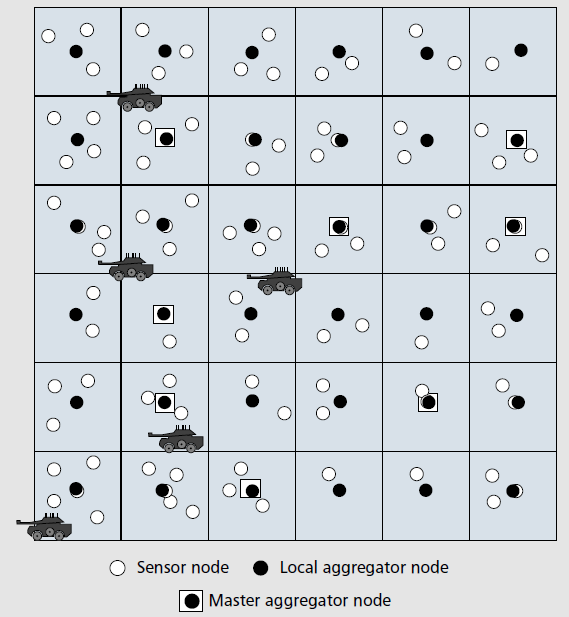 Sensor node
Local aggregator node
Master aggregator node